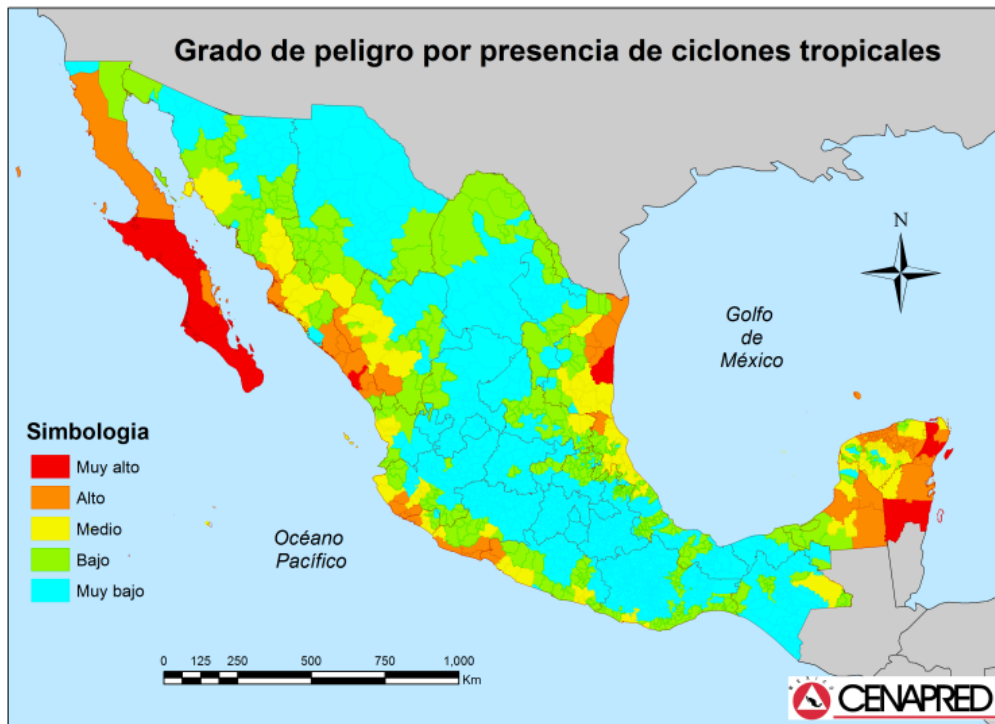 Grado de peligro por presencia de ciclones tropicales
N
Golfo
de
México
Simbologia
Muy alto
Alto
Medio
Bajo
Muy bajo
Océano
Pacífico
0 125 250 500 750 1,000
Km
MÉXICO
CENAPRED